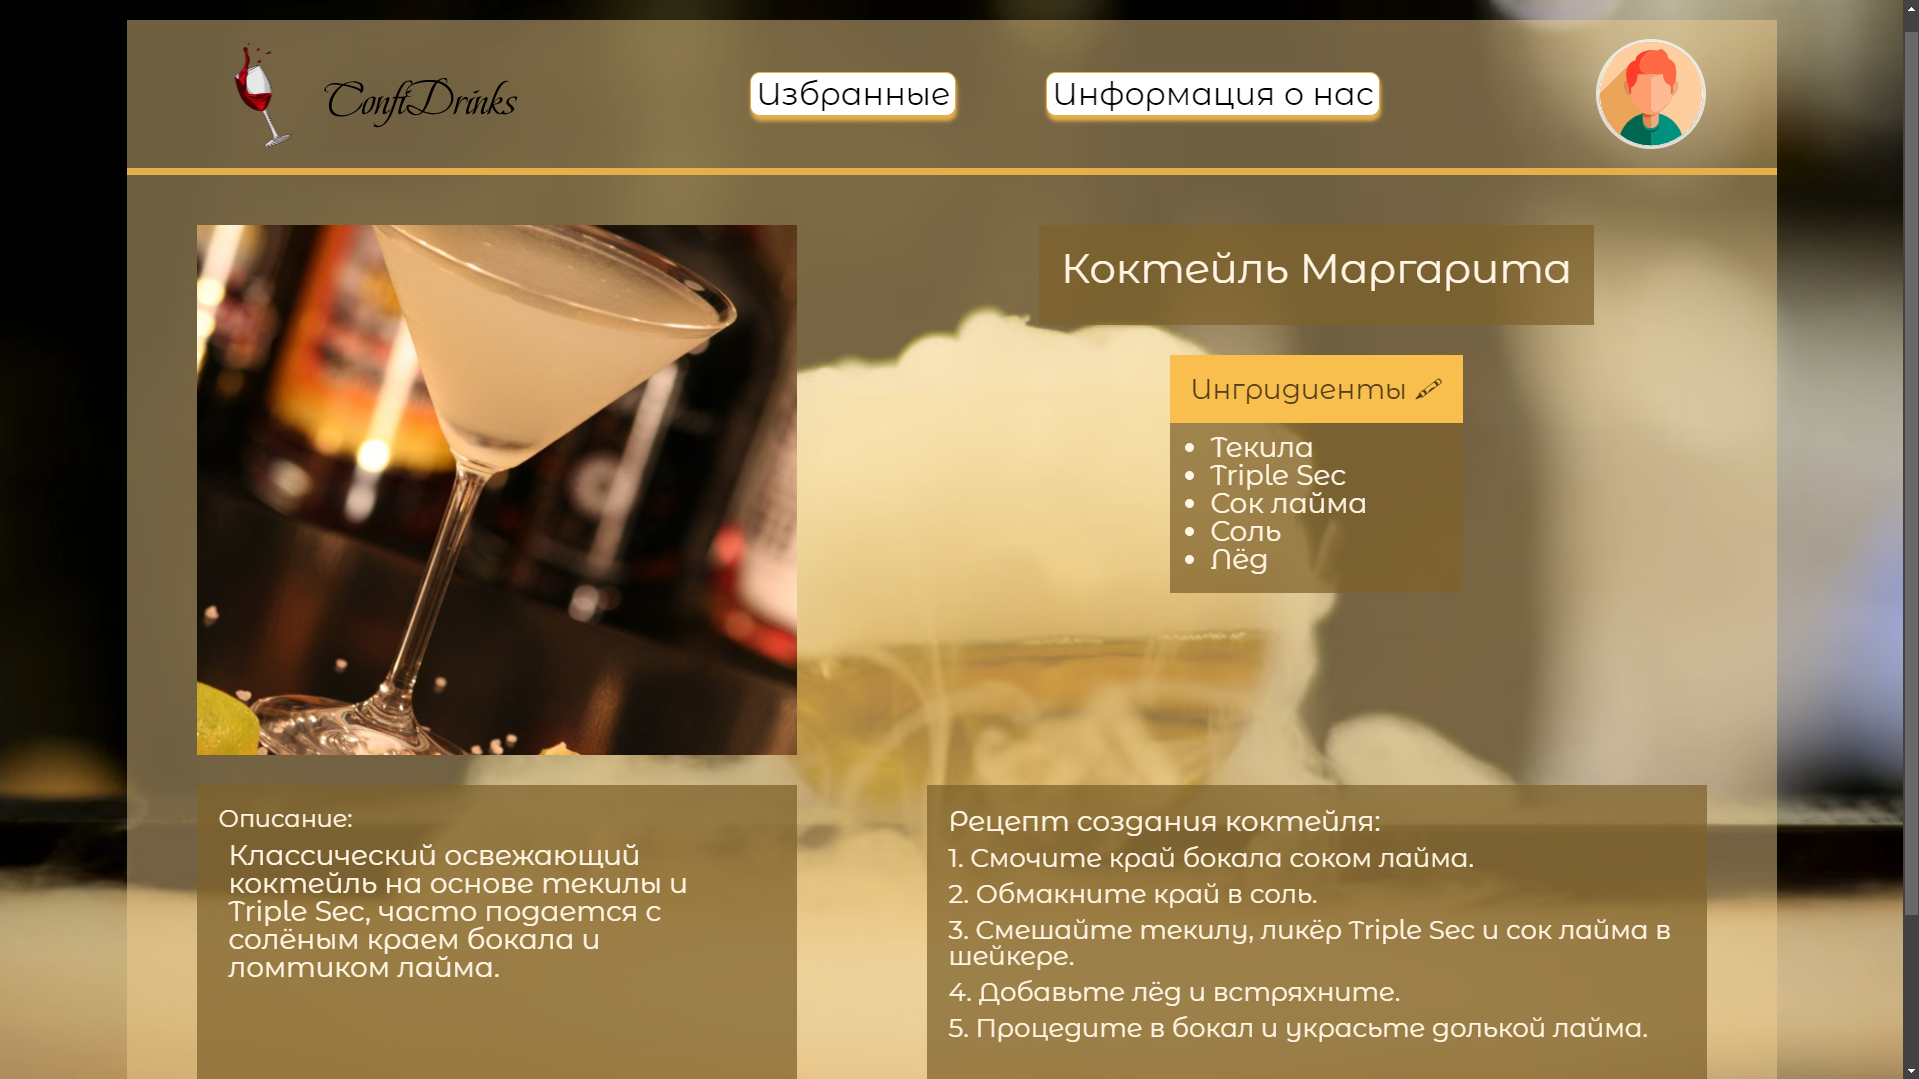 ConfiDrinks
Избранные
Информация о нас
Коктейль Маргарита
Ингридиенты
Текила
Triple Sec
Сок лайма
Соль
Лёд
Описание:
Классический освежающий
коктейль на основе текилы и
Triple Sec, часто подается с
солёным краем бокала и
ломтиком лайма.
Рецепт создания коктейля:
1. Смочите край бокала соком лайма.
2. Обмакните край в соль.
3. Смешайте текилу, ликёр Triple Sec и сок лайма в
шейкере.
4. Добавьте лёд и встряхните.
5. Процедите в бокал и украсьте долькой лайма.